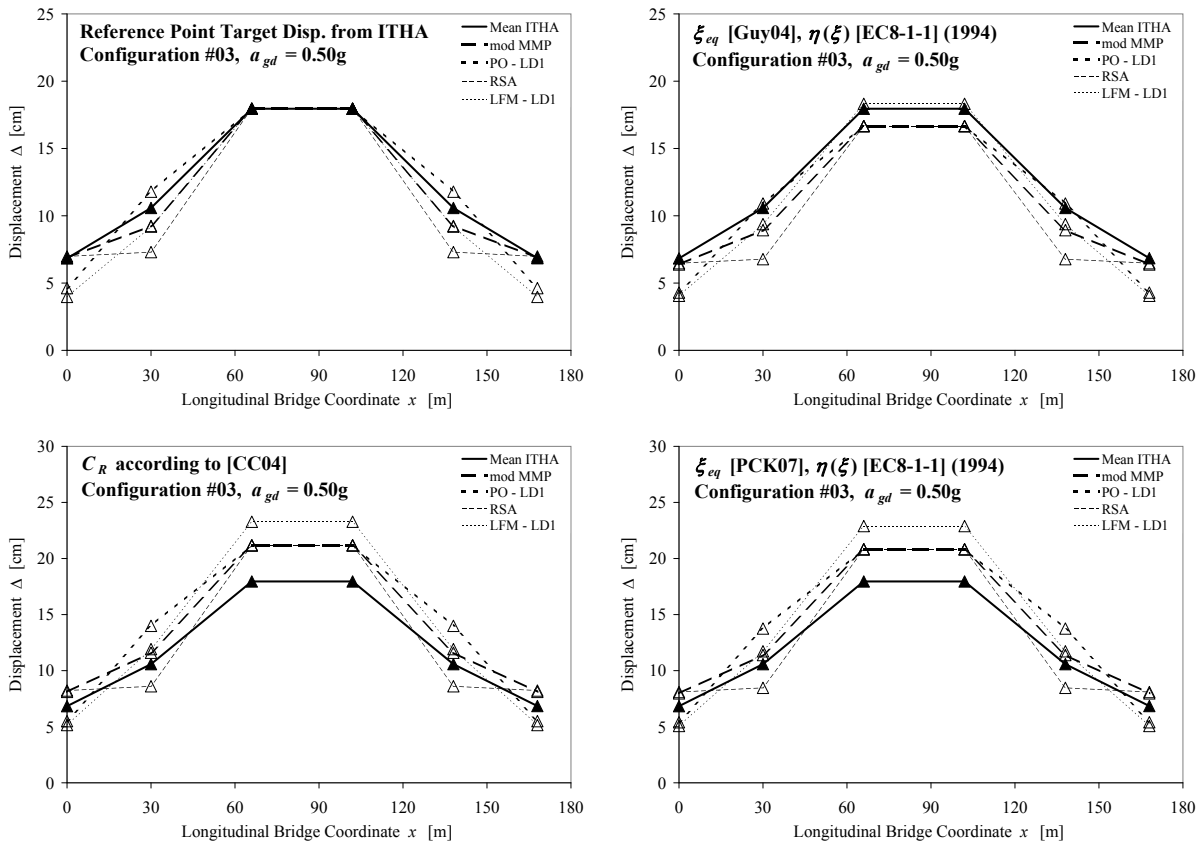 Reference Point Target Disp. from ITHA
Configuration #03, a gd = 0.50g
Mean ITHA
mod MMP
PO - LD1
RSA
LFM - LD1
25
20
15
10
5
0
Displacement Δ [cm]
0 30 60 90 120 150 180
Longitudinal Bridge Coordinate x [m]
ξ eq [Guy04], η(ξ) [EC8-1-1] (1994)
Configuration #03, a gd = 0.50g
Mean ITHA
mod MMP
PO - LD1
RSA
LFM - LD1
25
20
15
10
5
0
Displacement Δ [cm]
0 30 60 90 120 150 180
Longitudinal Bridge Coordinate x [m]
C R according to [CC04]
Configuration #03, a gd = 0.50g
Mean ITHA
mod MMP
PO - LD1
RSA
LFM - LD1
30
25
20
15
10
5
0
Displacement Δ [cm]
0 30 60 90 120 150 180
Longitudinal Bridge Coordinate x [m]
ξ eq [PCK07], η(ξ) [EC8-1-1] (1994)
Configuration #03, a gd = 0.50g
Mean ITHA
mod MMP
PO - LD1
RSA
LFM - LD1
30
25
20
15
10
5
0
Displacement Δ [cm]
0 30 60 90 120 150 180
Longitudinal Bridge Coordinate x [m]